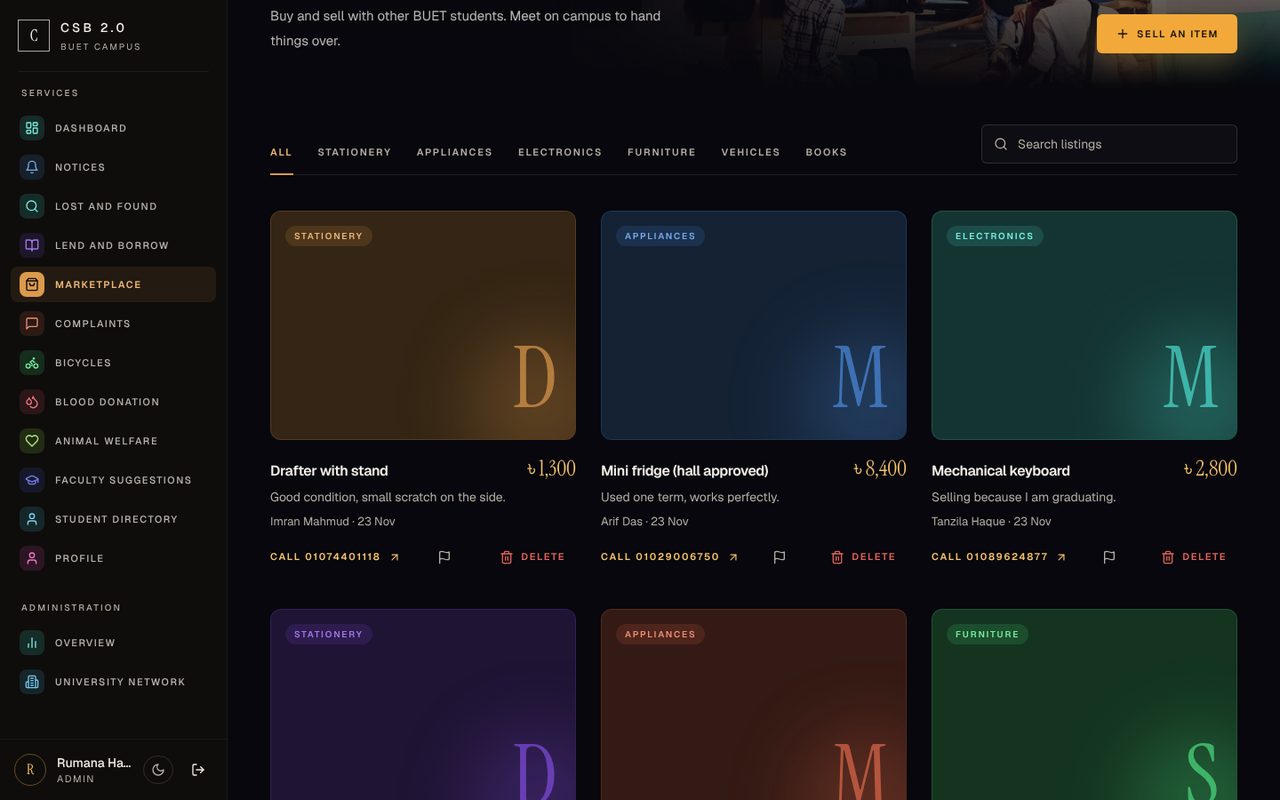 C
CSB 2.0
BUET CAMPUS
SERVICES
DASHBOARD
NOTICES
LOST AND FOUND
LEND AND BORROW
MARKETPLACE
COMPLAINTS
BICYCLES
BLOOD DONATION
ANIMAL WELFARE
FACULTY SUGGESTIONS
STUDENT DIRECTORY
PROFILE
ADMINISTRATION
OVERVIEW
UNIVERSITY NETWORK
R
Rumana Ha…
ADMIN
Buy and sell with other BUET students. Meet on campus to hand
things over.
SELL AN ITEM
ALL STATIONERY APPLIANCES ELECTRONICS FURNITURE VEHICLES BOOKS
Search listings
STATIONERY
D
Drafter with stand ৳ 1,300
Good condition, small scratch on the side.
Imran Mahmud · 23 Nov
CALL 01074401118 DELETE
APPLIANCES
M
Mini fridge (hall approved) ৳ 8,400
Used one term, works perfectly.
Arif Das · 23 Nov
CALL 01029006750 DELETE
ELECTRONICS
M
Mechanical keyboard ৳ 2,800
Selling because I am graduating.
Tanzila Haque · 23 Nov
CALL 01089624877 DELETE
STATIONERY
D
APPLIANCES
M
FURNITURE
S